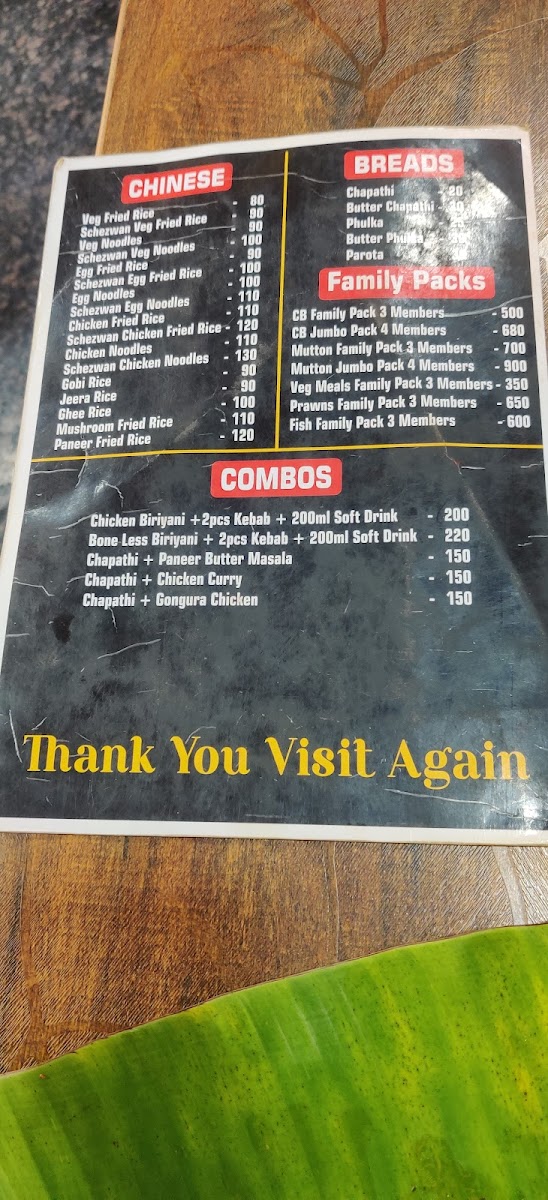 CHINESE
Veg Fried Rice - 80
Schezwan Veg Fried Rice - 90
Veg Noodles - 90
Schezwan Veg Noodles - 100
Egg Fried Rice - 90
Schezwan Egg Fried Rice - 100
Egg Noodles - 100
Schezwan Egg Noodles - 110
Chicken Fried Rice - 110
Schezwan Chicken Fried Rice - 120
Chicken Noodles - 110
Schezwan Chicken Noodles - 130
Gobi Rice - 90
Jeera Rice - 90
Ghee Rice - 100
Mushroom Fried Rice - 110
Paneer Fried Rice - 120
BREADS
Chapathi - 20
Butter Chapathi -
Phulka
Butter Phulka
Parota
Family Packs
CB Family Pack 3 Members - 500
CB Jumbo Pack 4 Members - 680
Mutton Family Pack 3 Members - 700
Mutton Jumbo Pack 4 Members - 900
Veg Meals Family Pack 3 Members - 350
Prawns Family Pack 3 Members - 650
Fish Family Pack 3 Members - 600
COMBOS
Chicken Biriyani +2pcs Kebab + 200ml Soft Drink - 200
Bone Less Biriyani + 2pcs Kebab + 200ml Soft Drink - 220
Chapathi + Paneer Butter Masala - 150
Chapathi + Chicken Curry - 150
Chapathi + Gongura Chicken - 150
Thank You Visit Again